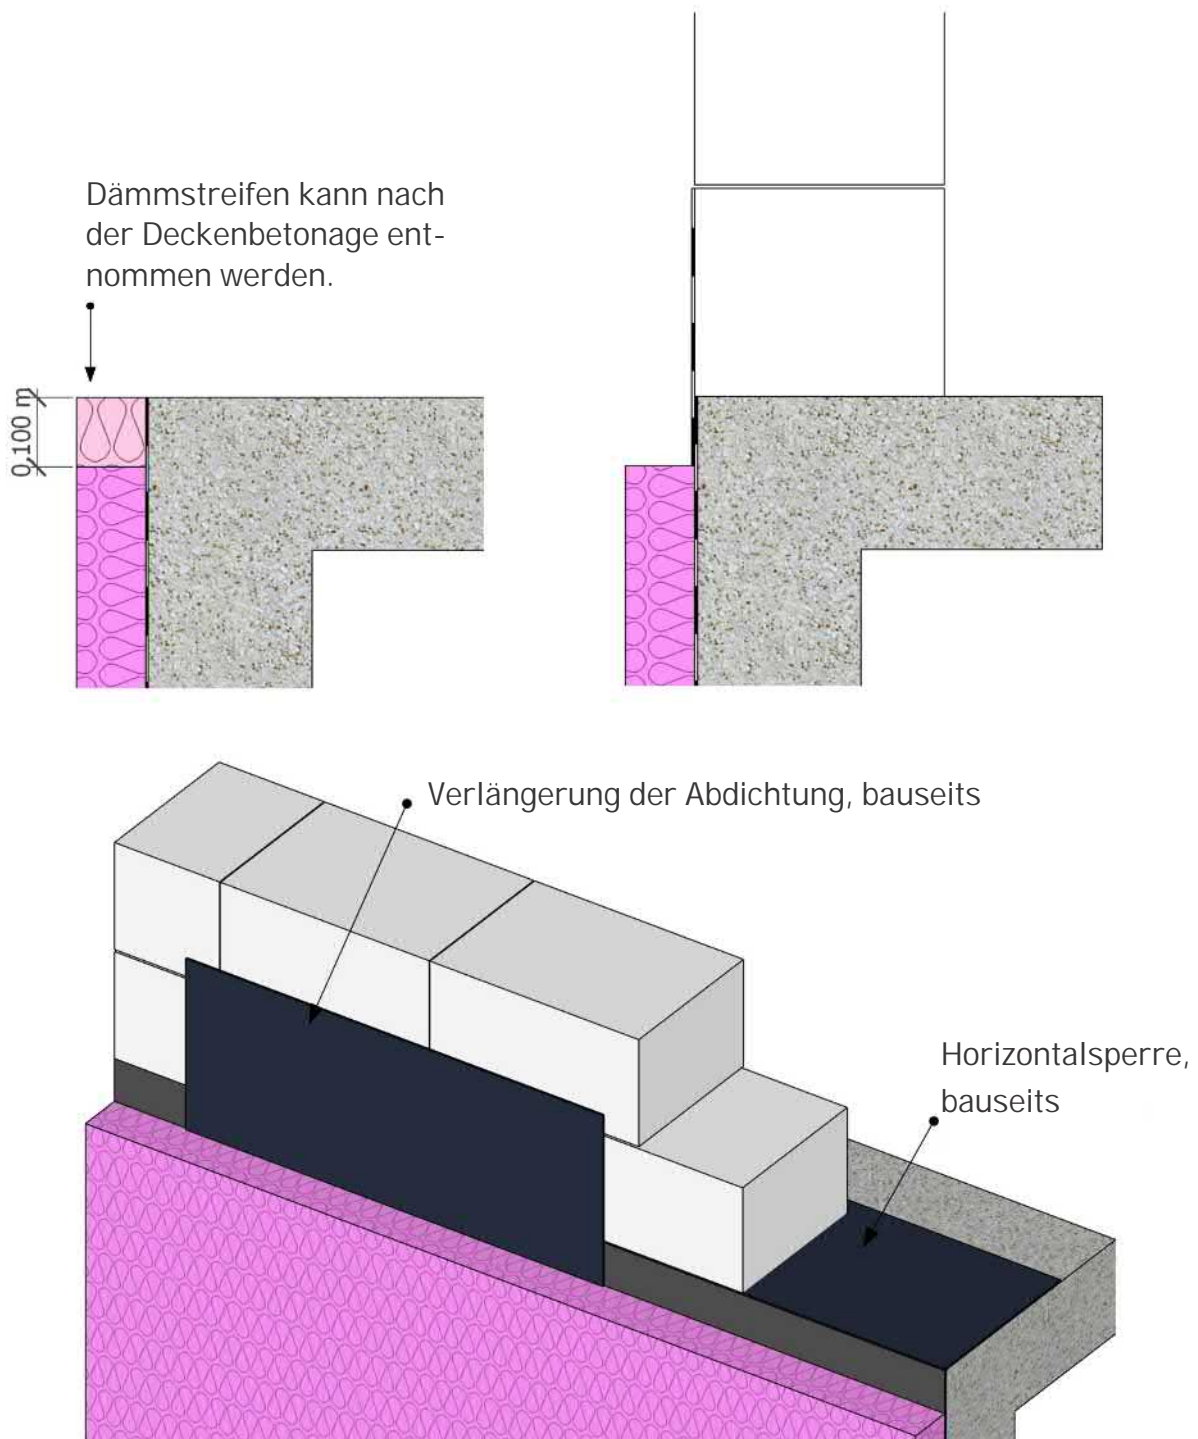 Dämmstreifen kann nach
der Deckenbetonage ent-
nommen werden.
0,100 m
Verlängerung der Abdichtung, bauseits
Horizontalsperre,
bauseits